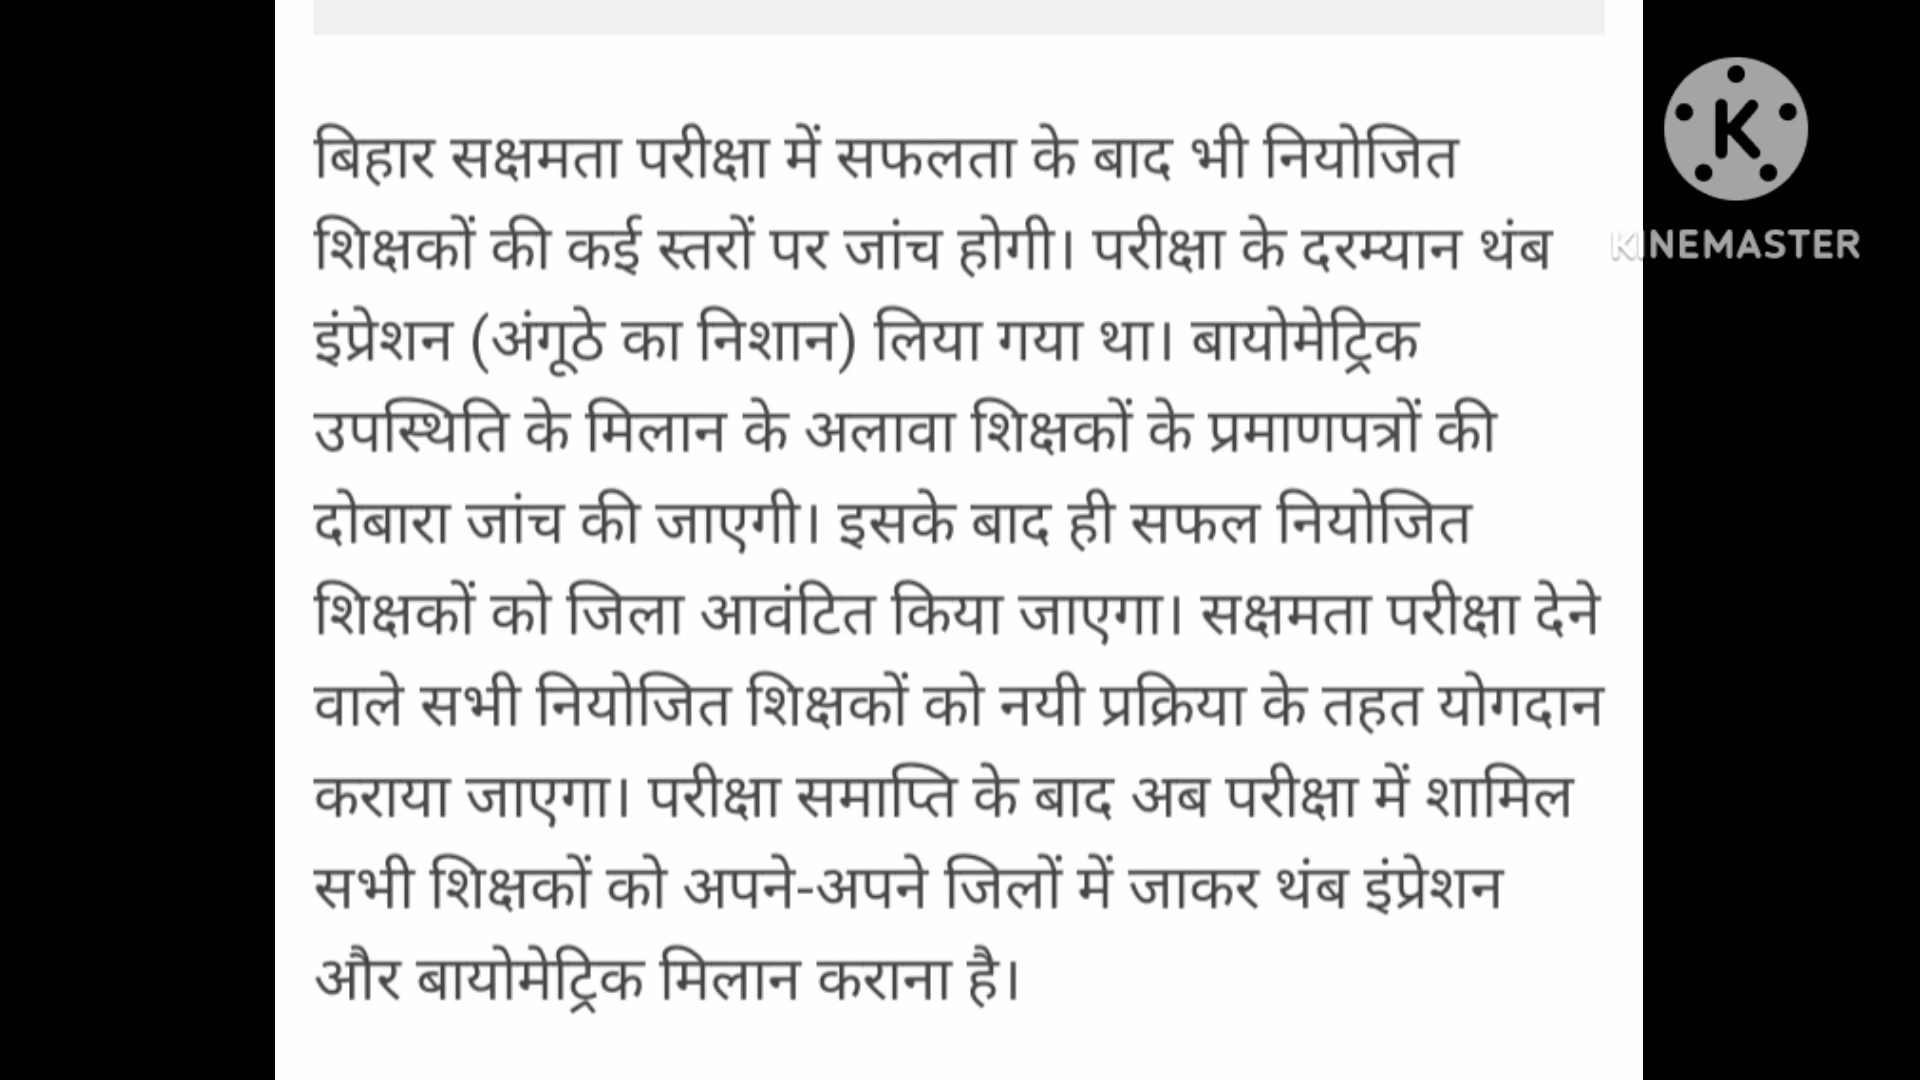 बिहार सक्षमता परीक्षा में सफलता के बाद भी नियोजित
शिक्षकों की कई स्तरों पर जांच होगी। परीक्षा के दरम्यान थंब
इंप्रेशन (अंगूठे का निशान) लिया गया था। बायोमेट्रिक
उपस्थिति के मिलान के अलावा शिक्षकों के प्रमाणपत्रों की
दोबारा जांच की जाएगी। इसके बाद ही सफल नियोजित
शिक्षकों को जिला आवंटित किया जाएगा। सक्षमता परीक्षा देने
वाले सभी नियोजित शिक्षकों को नयी प्रक्रिया के तहत योगदान
कराया जाएगा। परीक्षा समाप्ति के बाद अब परीक्षा में शामिल
सभी शिक्षकों को अपने-अपने जिलों में जाकर थंब इंप्रेशन
और बायोमेट्रिक मिलान कराना है।
K
KINEMASTER